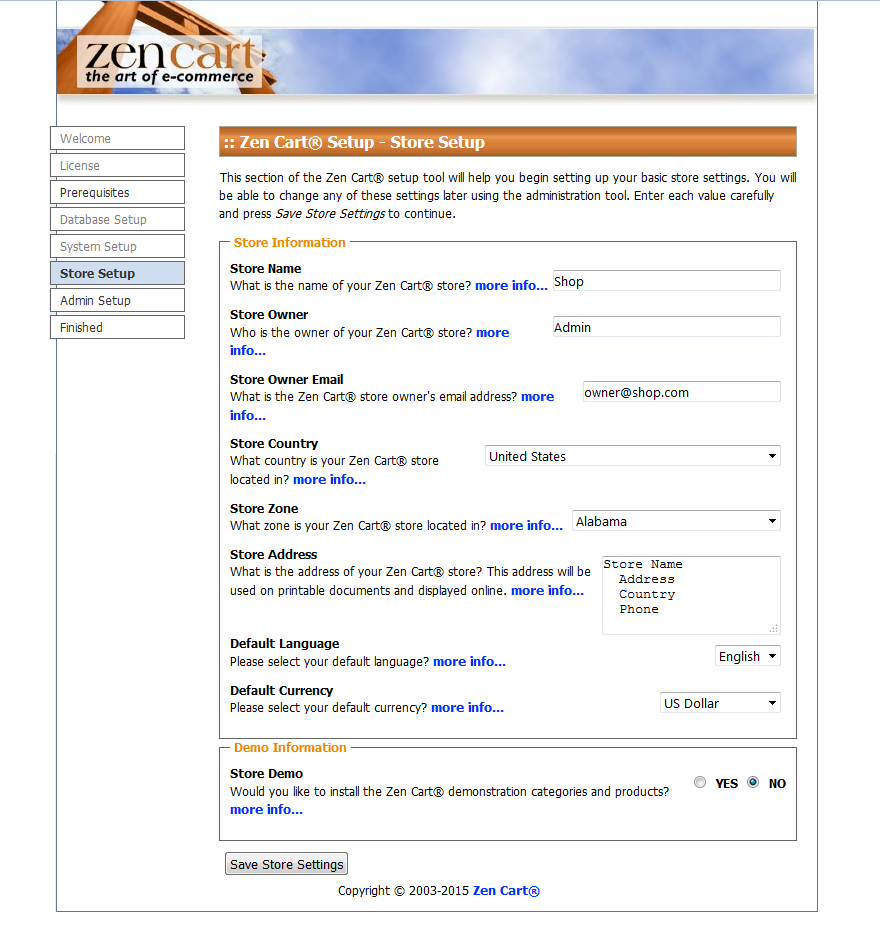 zencart
the art of e-commerce
Welcome
License
Prerequisites
Database Setup
System Setup
Store Setup
Admin Setup
Finished
:: Zen Cart® Setup - Store Setup
This section of the Zen Cart® setup tool will help you begin setting up your basic store settings. You will
be able to change any of these settings later using the administration tool. Enter each value carefully
and press Save Store Settings to continue.
Store Information
Store Name
What is the name of your Zen Cart® store? more info... Shop
Store Owner
Who is the owner of your Zen Cart® store? more Admin
info...
Store Owner Email
What is the Zen Cart® store owner's email address? more owner@shop.com
info...
Store Country
What country is your Zen Cart® store United States
located in? more info...
Store Zone
What zone is your Zen Cart® store located in? more info... Alabama
Store Address
What is the address of your Zen Cart® store? This address will be
used on printable documents and displayed online. more info...
Store Name
Address
Country
Phone
Default Language
Please select your default language? more info... English
Default Currency
Please select your default currency? more info... US Dollar
Demo Information
Store Demo
Would you like to install the Zen Cart® demonstration categories and products? YES NO
more info...
Save Store Settings
Copyright © 2003-2015 Zen Cart®